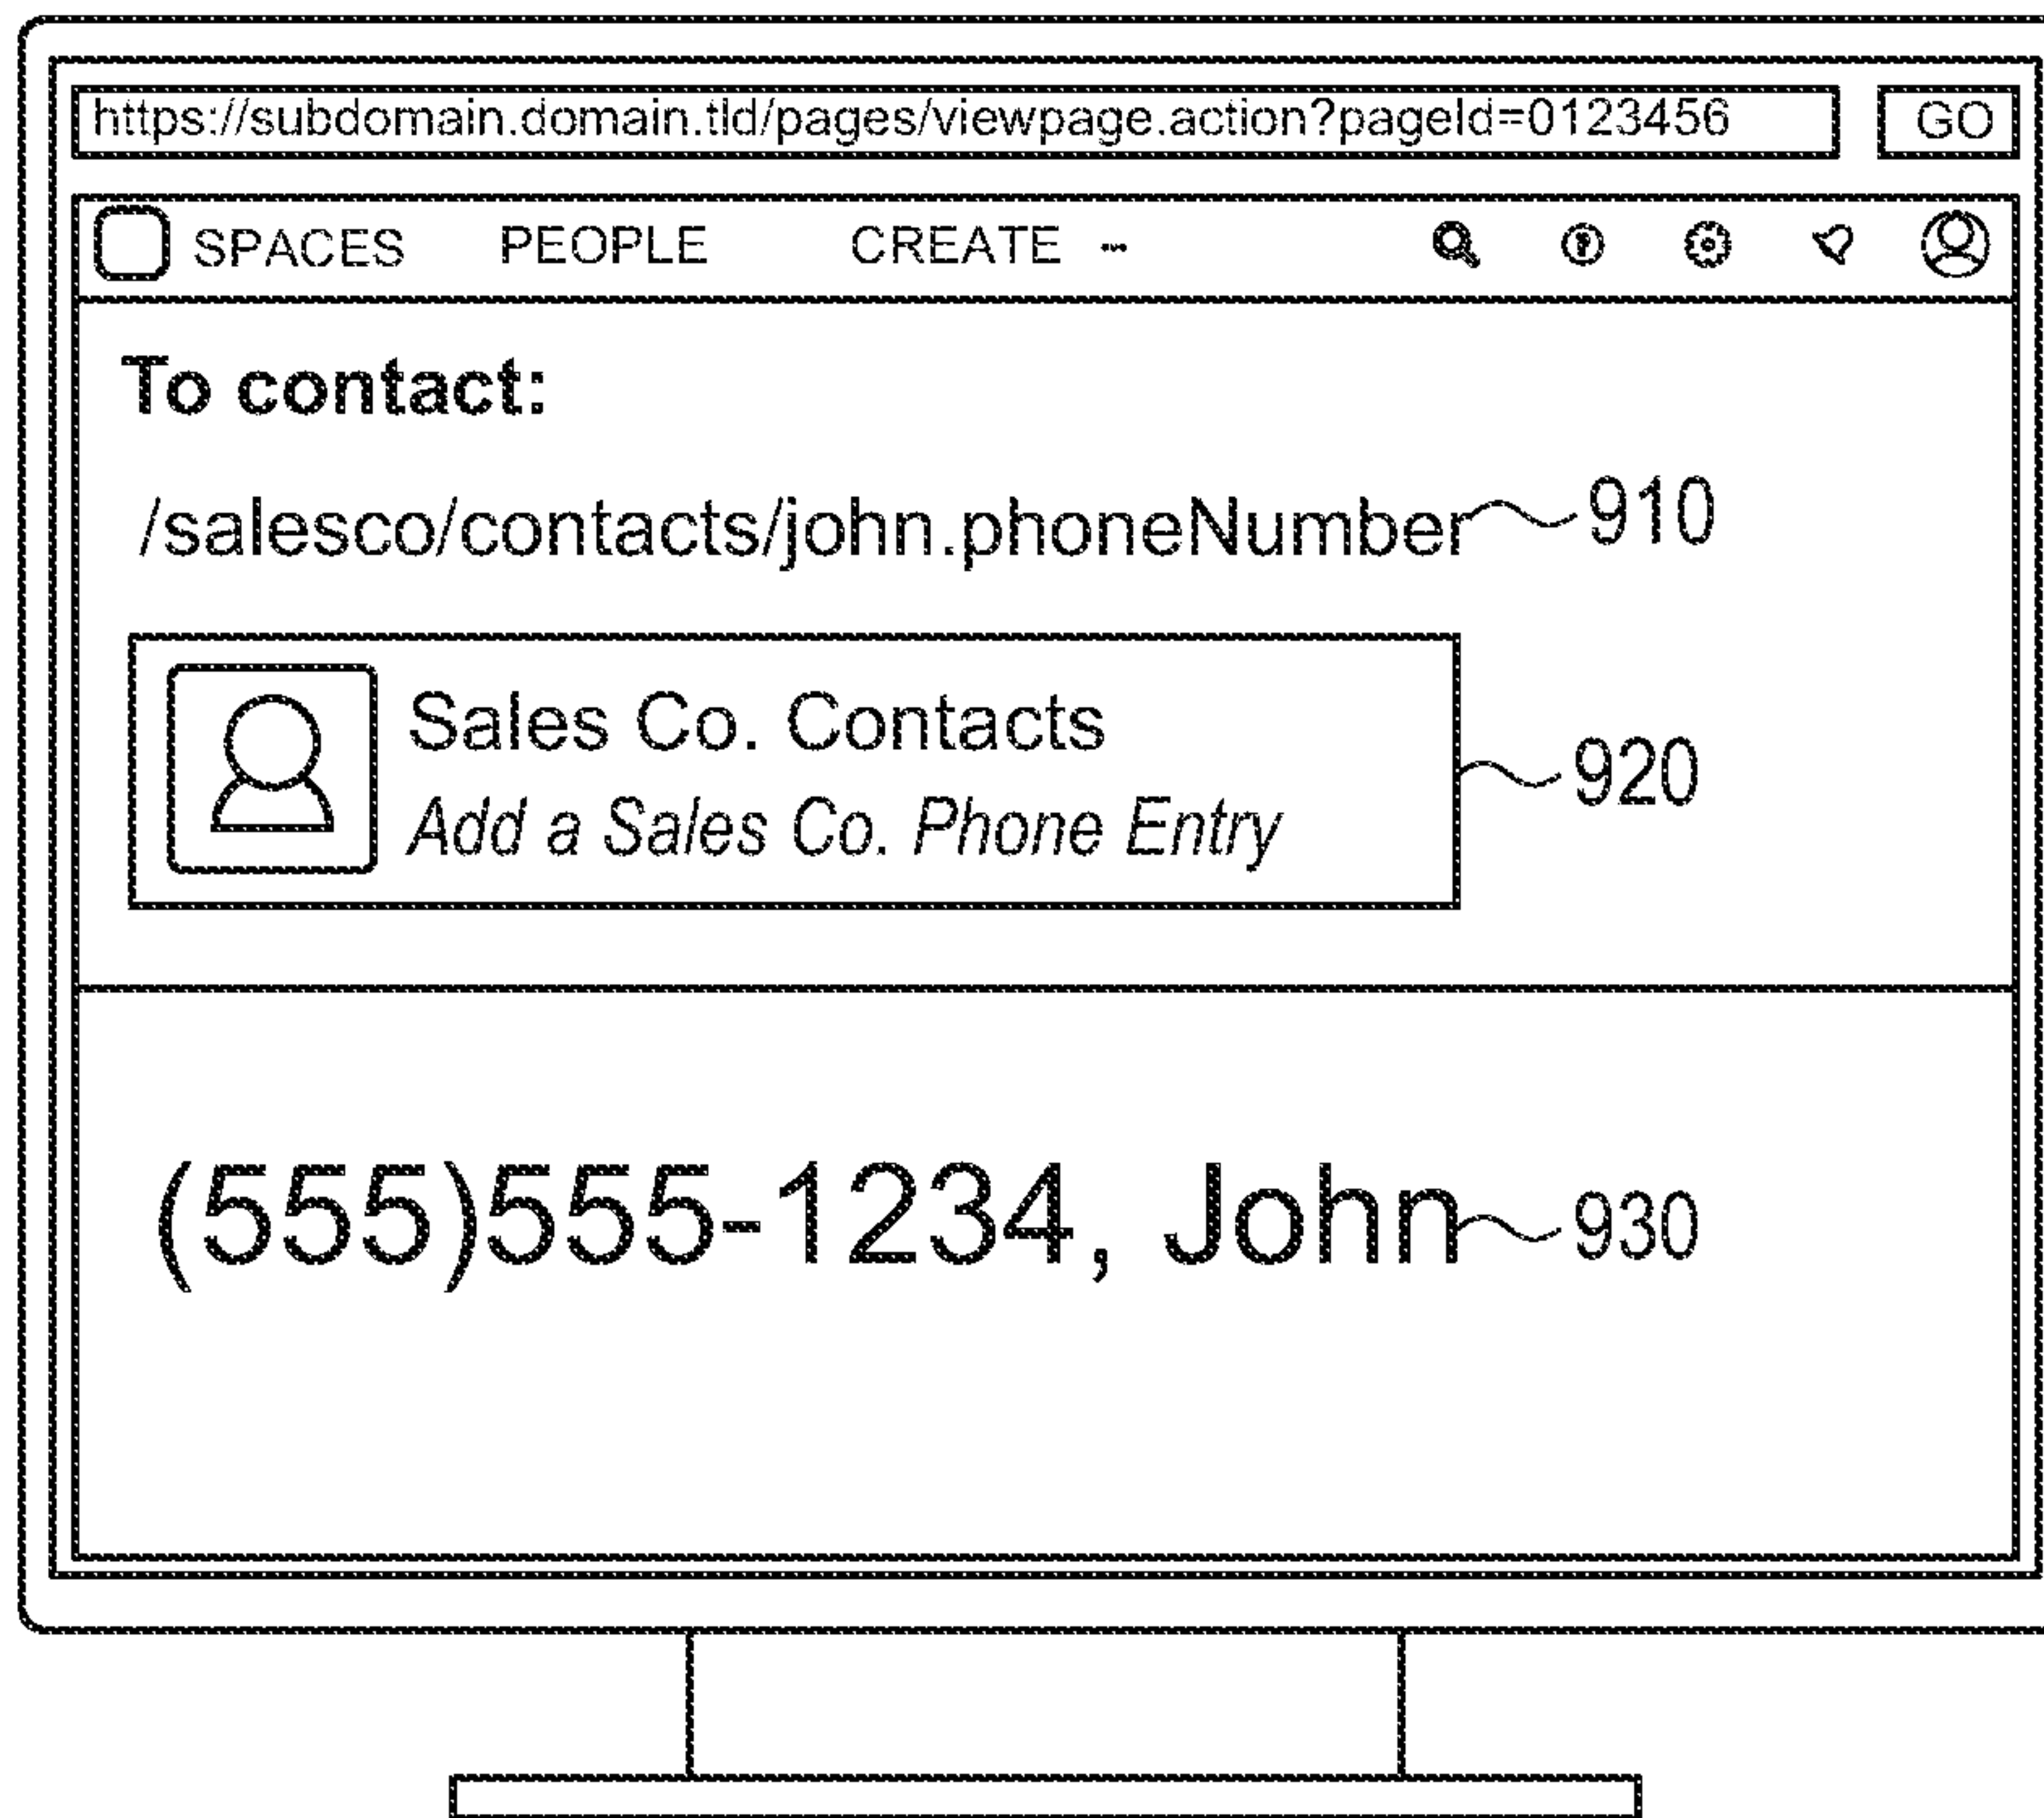 https://subdomain.domain.tld/pages/viewpage.action?pageId=0123456 GO
SPACES PEOPLE CREATE ...
To contact:
/salesco/contacts/john.phoneNumber 910
Sales Co. Contacts
Add a Sales Co. Phone Entry
920
(555)555-1234, John 930